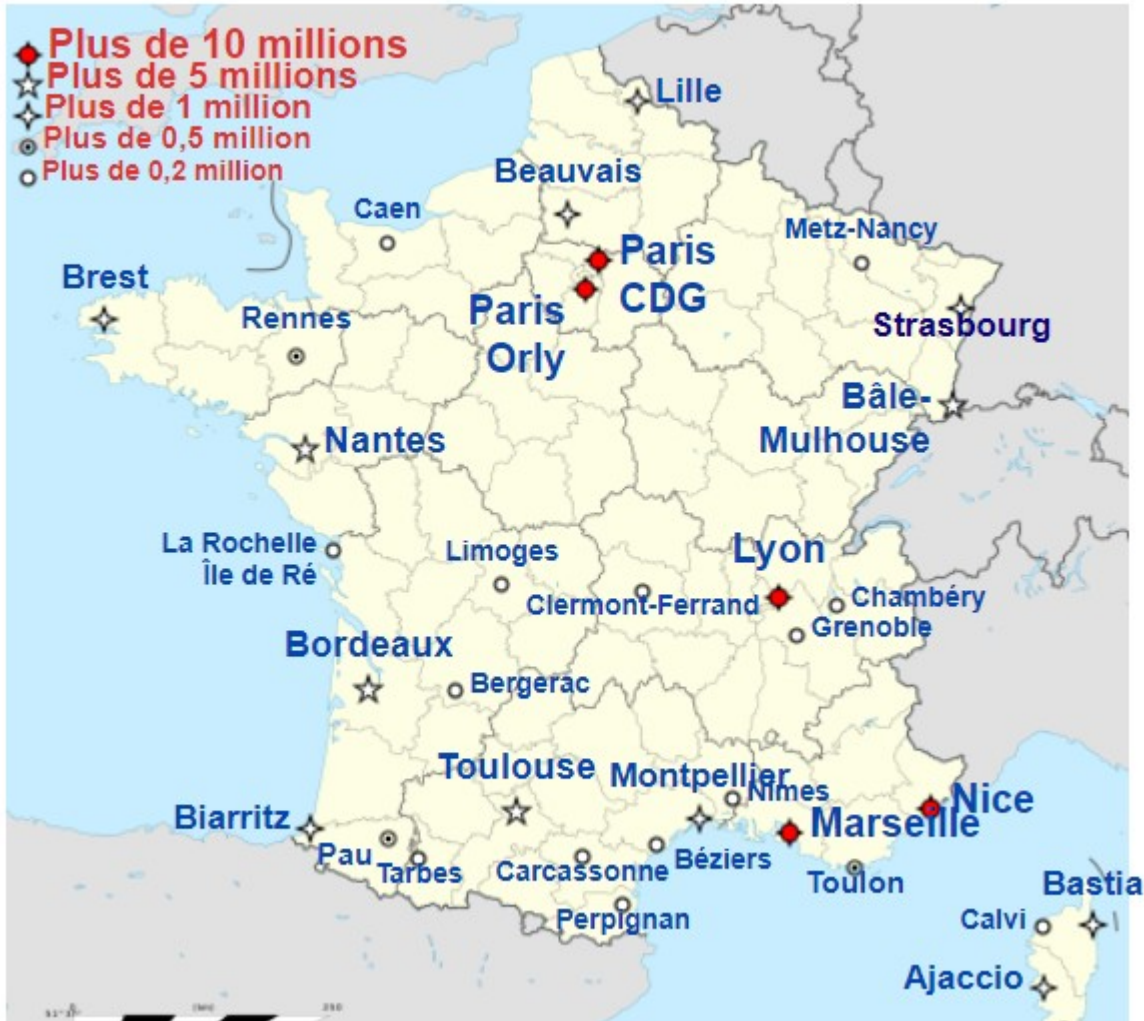 Plus de 10 millions
Plus de 5 millions
Plus de 1 million
Plus de 0,5 million
Plus de 0,2 million
Lille
Beauvais
Caen
Metz-Nancy
Paris
CDG
Brest
Rennes
Paris
Orly
Strasbourg
Bâle-
Mulhouse
Nantes
La Rochelle
Île de Ré
Limoges
Lyon
Clermont-Ferrand
Chambéry
Grenoble
Bordeaux
Bergerac
Toulouse
Montpellier
Nimes
Nice
Biarritz
Marseille
Pau
Tarbes
Carcassonne
Béziers
Toulon
Bastia
Perpignan
Calvi
Ajaccio
0
250